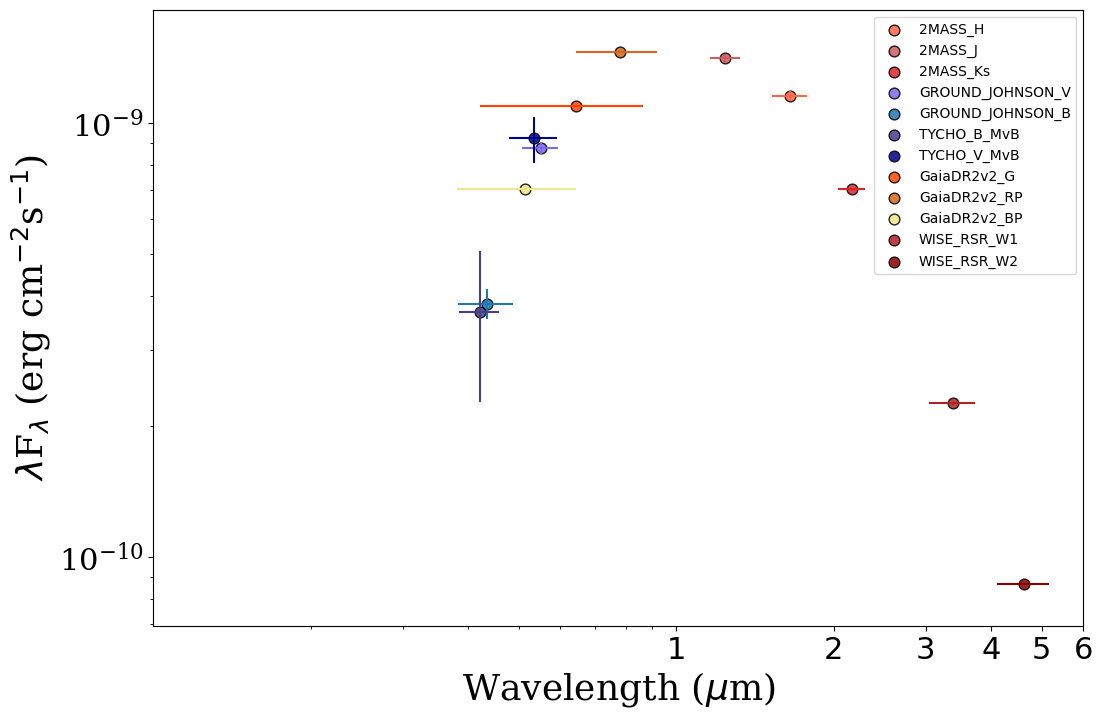 2MASS_H
2MASS_J
2MASS_Ks
GROUND_JOHNSON_V
GROUND_JOHNSON_B
TYCHO_B_MvB
TYCHO_V_MvB
GaiaDR2v2_G
GaiaDR2v2_RP
GaiaDR2v2_BP
WISE_RSR_W1
WISE_RSR_W2
10⁻⁹
10⁻¹⁰
λF_λ (erg cm⁻²s⁻¹)
1 2 3 4 5 6
Wavelength (μm)